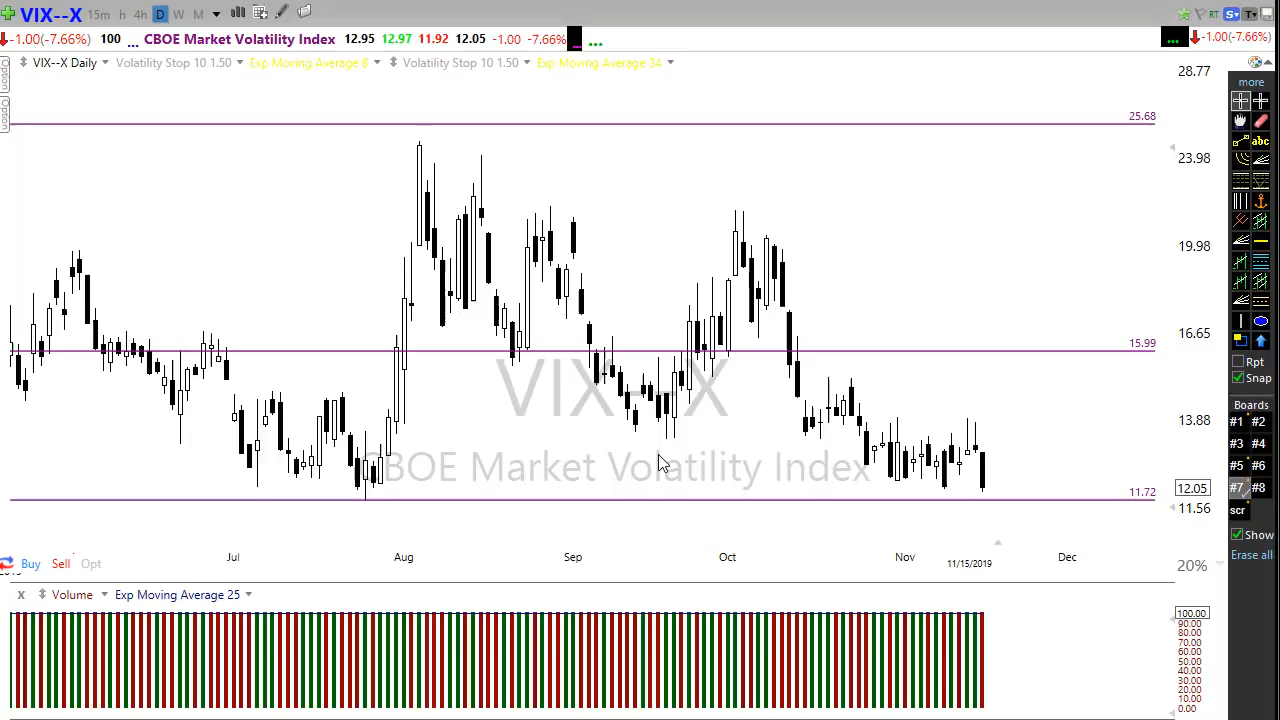 VIX--X 15m h 4h D W M RT S T
-1.00(-7.66%) 100 ... CBOE Market Volatility Index 12.95 12.97 11.92 12.05 -1.00 -7.66% ... ... -1.00(-7.66%)
VIX--X Daily Volatility Stop 10 1.50 Exp Moving Average 8 Volatility Stop 10 1.50 Exp Moving Average 34
Option
Option
28.77
25.68
23.98
19.98
16.65
15.99
13.88
12.05
11.72
11.56
VIX--X
CBOE Market Volatility Index
Jul Aug Sep Oct Nov Dec
11/15/2019
Buy Sell Opt
20%
X Volume Exp Moving Average 25
100.00
90.00
80.00
70.00
60.00
50.00
40.00
30.00
20.00
10.00
0.00
more
abc
Rpt
Snap
Boards
#1 #2
#3 #4
#5 #6
#7 #8
scr
Show
Erase all